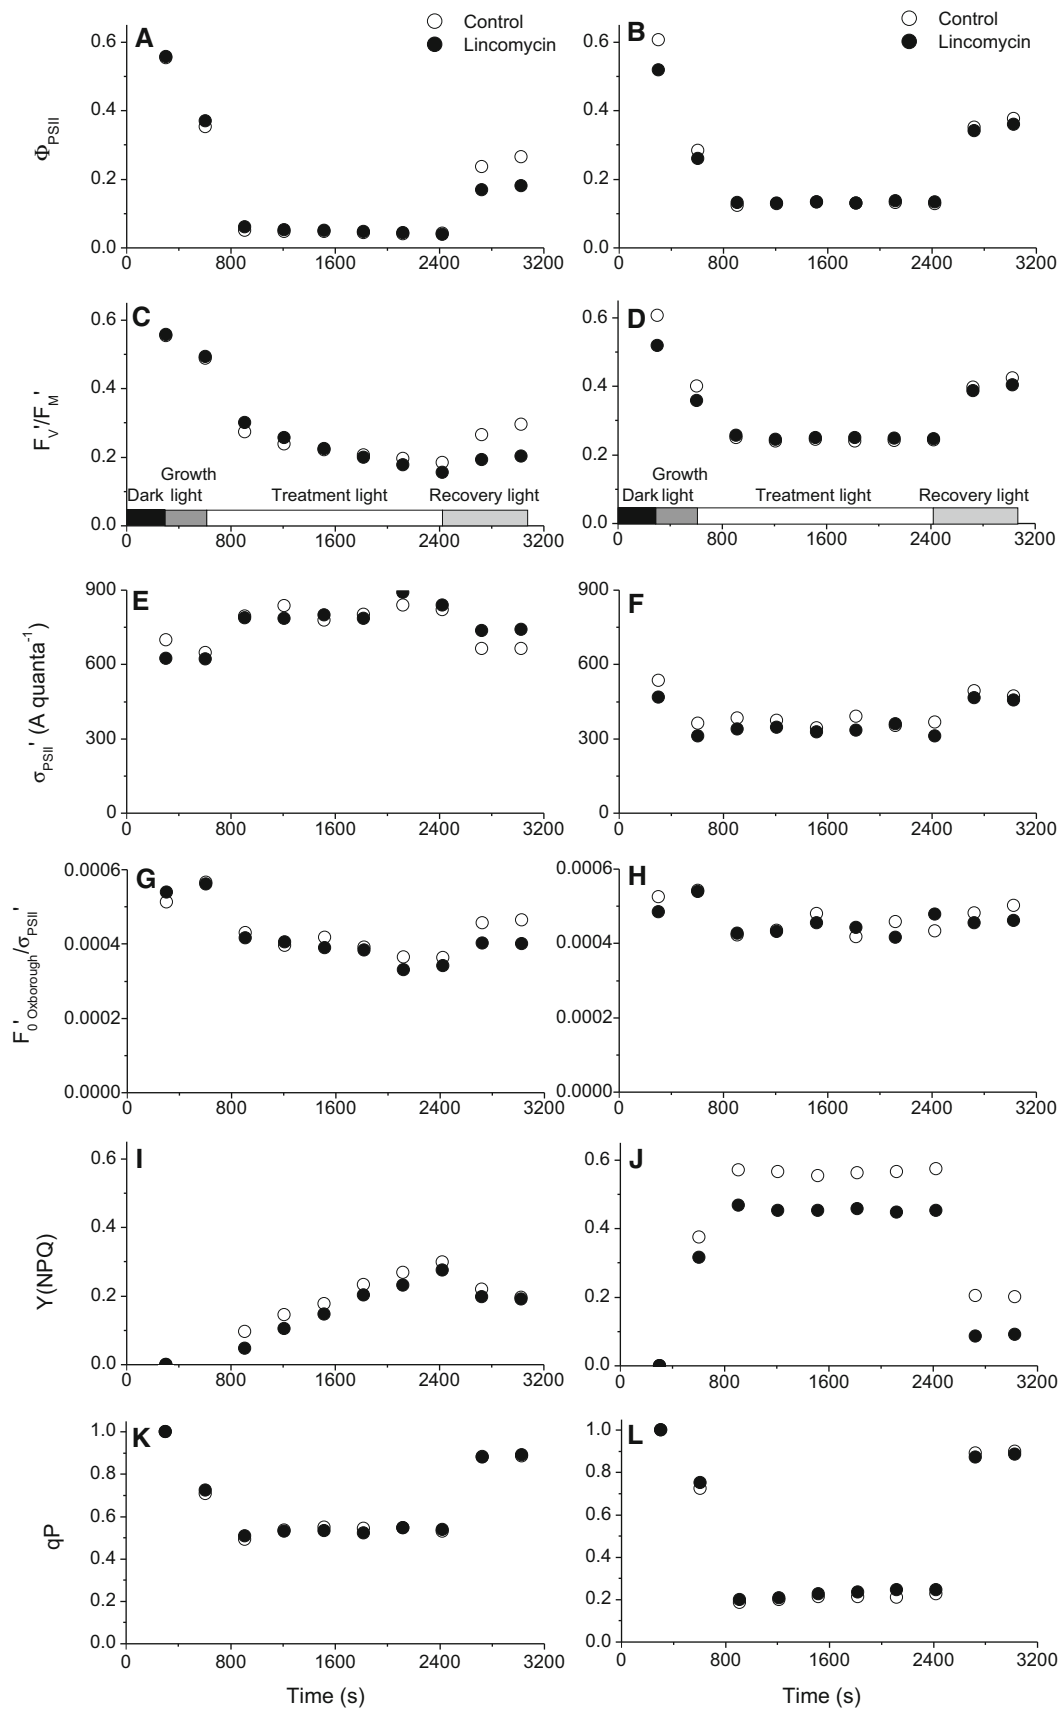 A
Control
Lincomycin
0.6
0.4
0.2
0.0
ΦPSII
0 800 1600 2400 3200
B
Control
Lincomycin
0.6
0.4
0.2
0.0
0 800 1600 2400 3200
C
0.6
0.4
0.2
0.0
FV'/FM'
Growth
Dark light Treatment light Recovery light
0 800 1600 2400 3200
D
0.6
0.4
0.2
0.0
Growth
Dark light Treatment light Recovery light
0 800 1600 2400 3200
E
900
600
300
0
σPSII' (A quanta-1)
0 800 1600 2400 3200
F
900
600
300
0
0 800 1600 2400 3200
G
0.0006
0.0004
0.0002
0.0000
F0'Oxborough/σPSII'
0 800 1600 2400 3200
H
0.0006
0.0004
0.0002
0.0000
0 800 1600 2400 3200
I
0.6
0.4
0.2
0.0
Y(NPQ)
0 800 1600 2400 3200
J
0.6
0.4
0.2
0.0
0 800 1600 2400 3200
K
1.0
0.8
0.6
0.4
0.2
0.0
qP
0 800 1600 2400 3200
Time (s)
L
1.0
0.8
0.6
0.4
0.2
0.0
0 800 1600 2400 3200
Time (s)